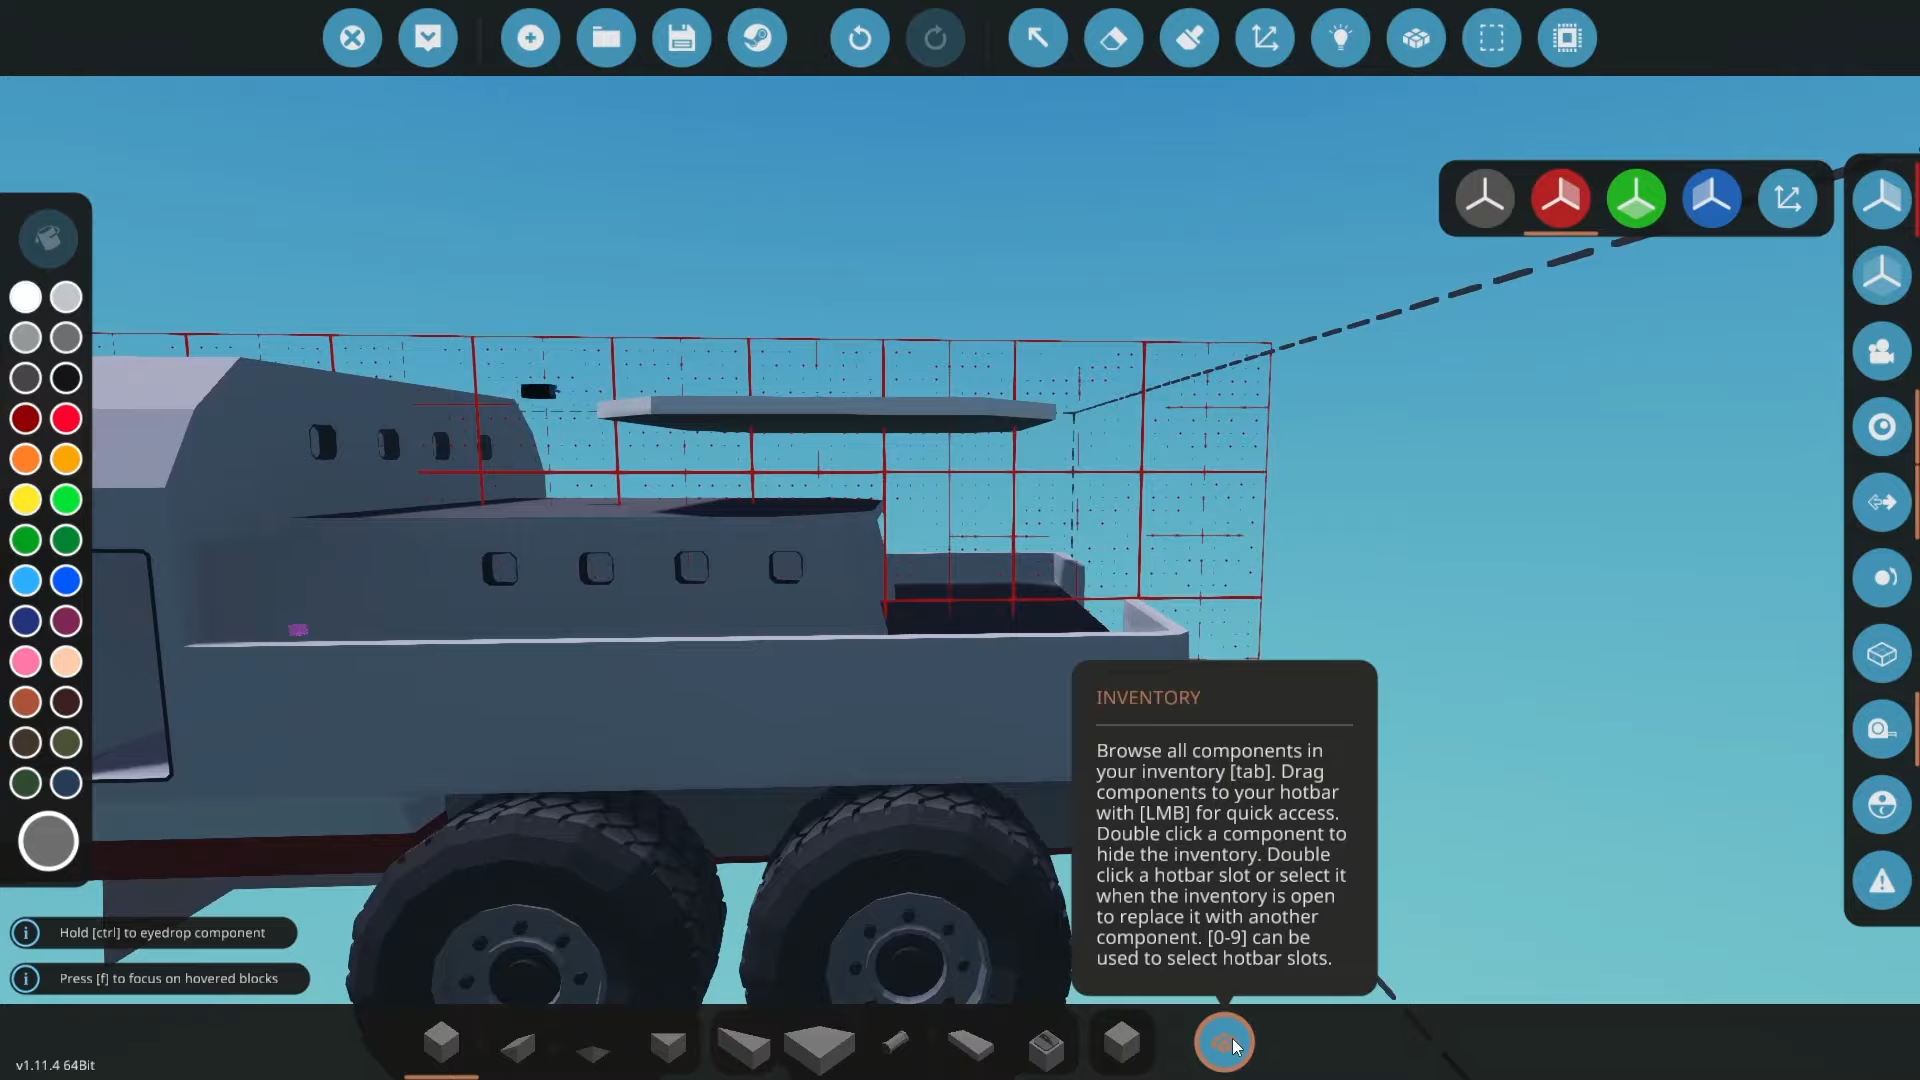 INVENTORY
Browse all components in
your inventory [tab]. Drag
components to your hotbar
with [LMB] for quick access.
Double click a component to
hide the inventory. Double
click a hotbar slot or select it
when the inventory is open
to replace it with another
component. [0-9] can be
used to select hotbar slots.
Hold [ctrl] to eyedrop component
Press [f] to focus on hovered blocks
v1.11.4 64Bit